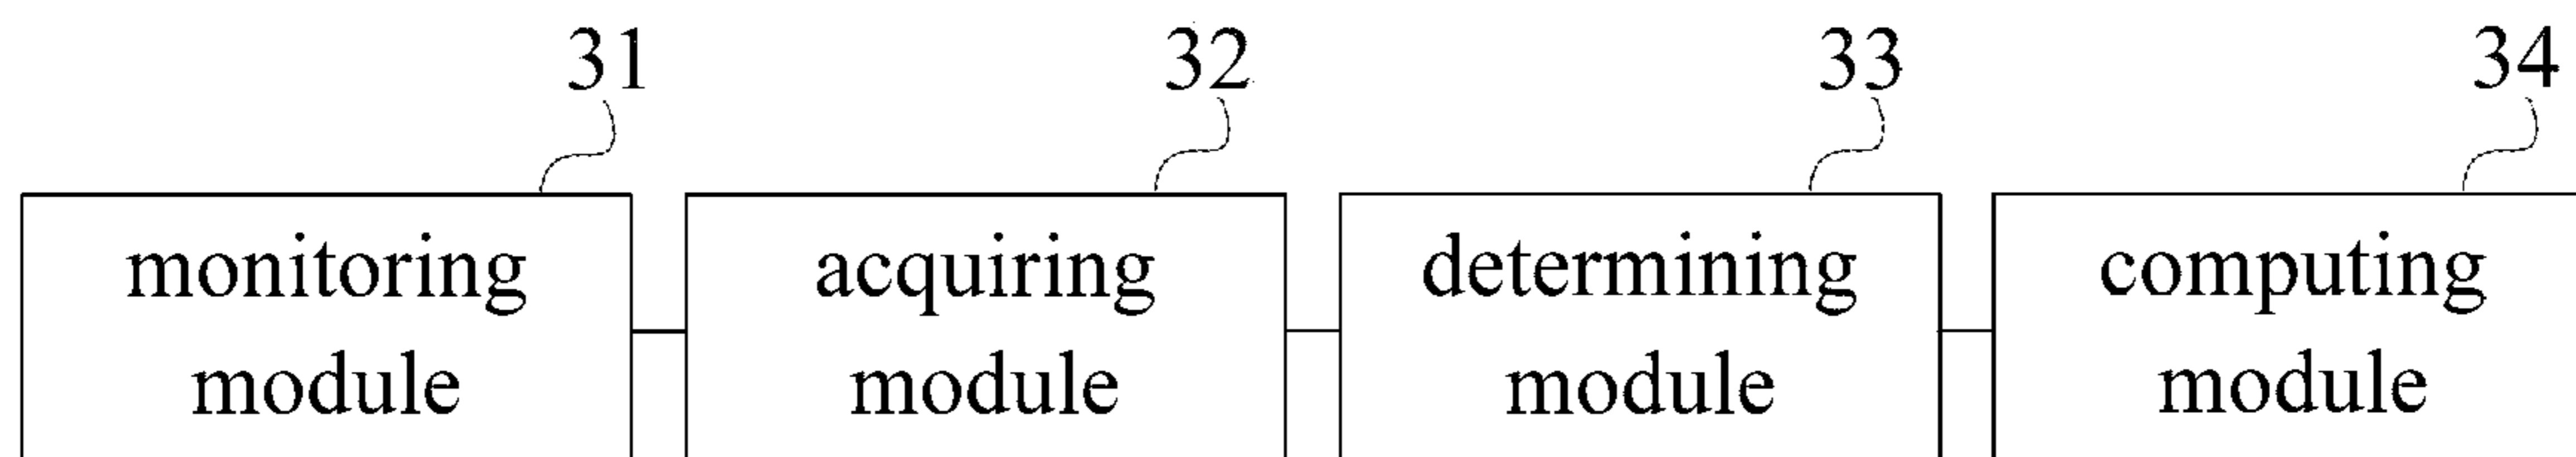 31 32 33 34
monitoring acquiring determining computing
module module module module